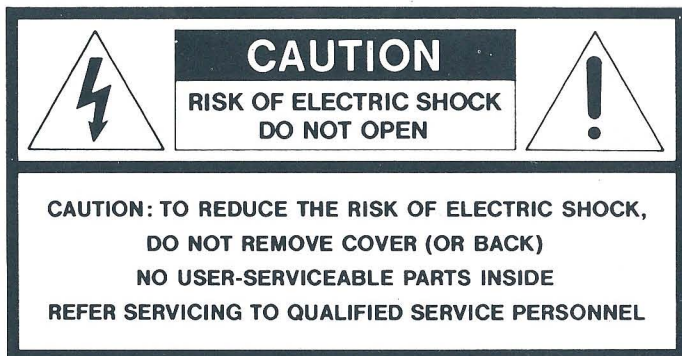 CAUTION
RISK OF ELECTRIC SHOCK
DO NOT OPEN
!
CAUTION: TO REDUCE THE RISK OF ELECTRIC SHOCK,
DO NOT REMOVE COVER (OR BACK)
NO USER-SERVICEABLE PARTS INSIDE
REFER SERVICING TO QUALIFIED SERVICE PERSONNEL